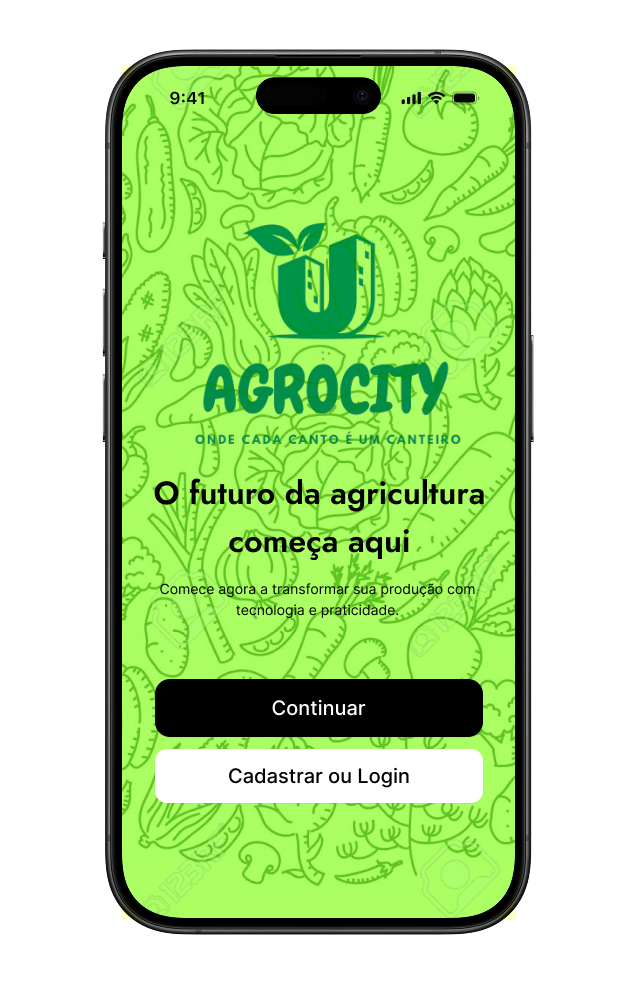 9:41
AGROCITY
ONDE CADA CANTO É UM CANTEIRO
O futuro da agricultura
começa aqui
Comece agora a transformar sua produção com
tecnologia e praticidade.
Continuar
Cadastrar ou Login